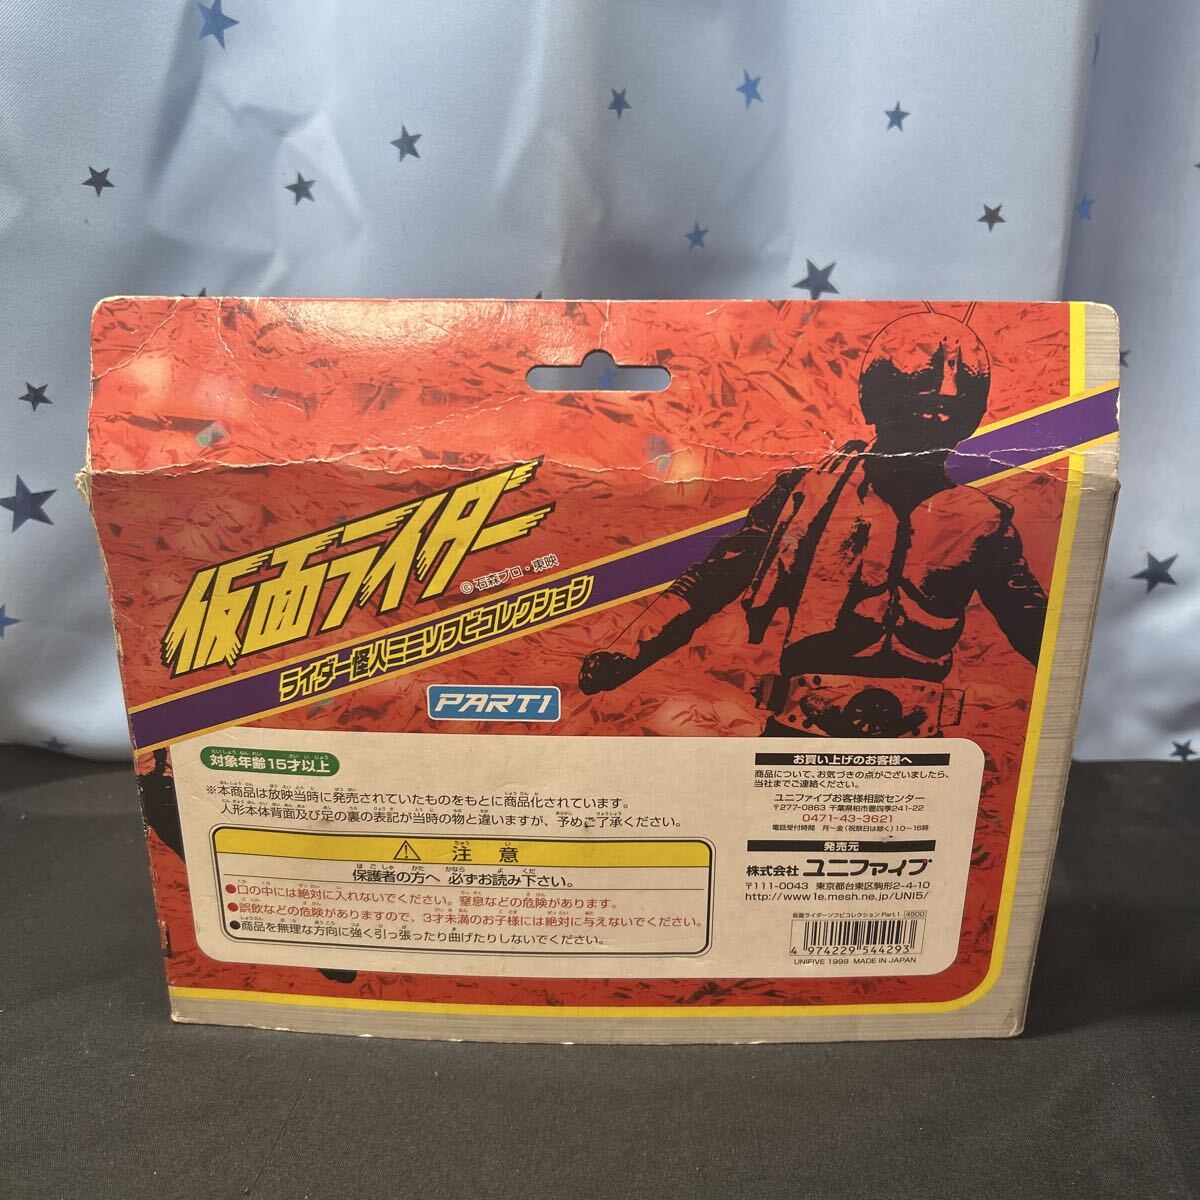 仮面ライダー
© 石森プロ・東映
ライダー怪人ミニソフビコレクション
PART1
対象年齢15才以上
※本商品は放映当時に発売されていたものをもとに商品化されています。
人形本体背面及び足の裏の表記が当時の物と違いますが、予めご了承ください。
注意
保護者の方へ 必ずお読み下さい。
●口の中には絶対に入れないでください。窒息などの危険があります。
●誤飲などの危険がありますので、3才未満のお子様には絶対に与えないでください。
●商品を無理な方向に強く引っ張ったり曲げたりしないでください。
お買い上げのお客様へ
商品について、お気づきの点がございましたら、
当社までご連絡ください。
ユニファイブお客様相談センター
〒277-0863 千葉県柏市豊四季241-22
0471-43-3621
電話受付時間 月〜金(祝祭日は除く)10〜16時
発売元
株式会社 ユニファイブ
〒111-0043 東京都台東区駒形2-4-10
http://www1e.mesh.ne.jp/UNI5/
仮面ライダーソフビコレクション Part.1 4500
4 974229 544293
UNIFIVE 1999 MADE IN JAPAN